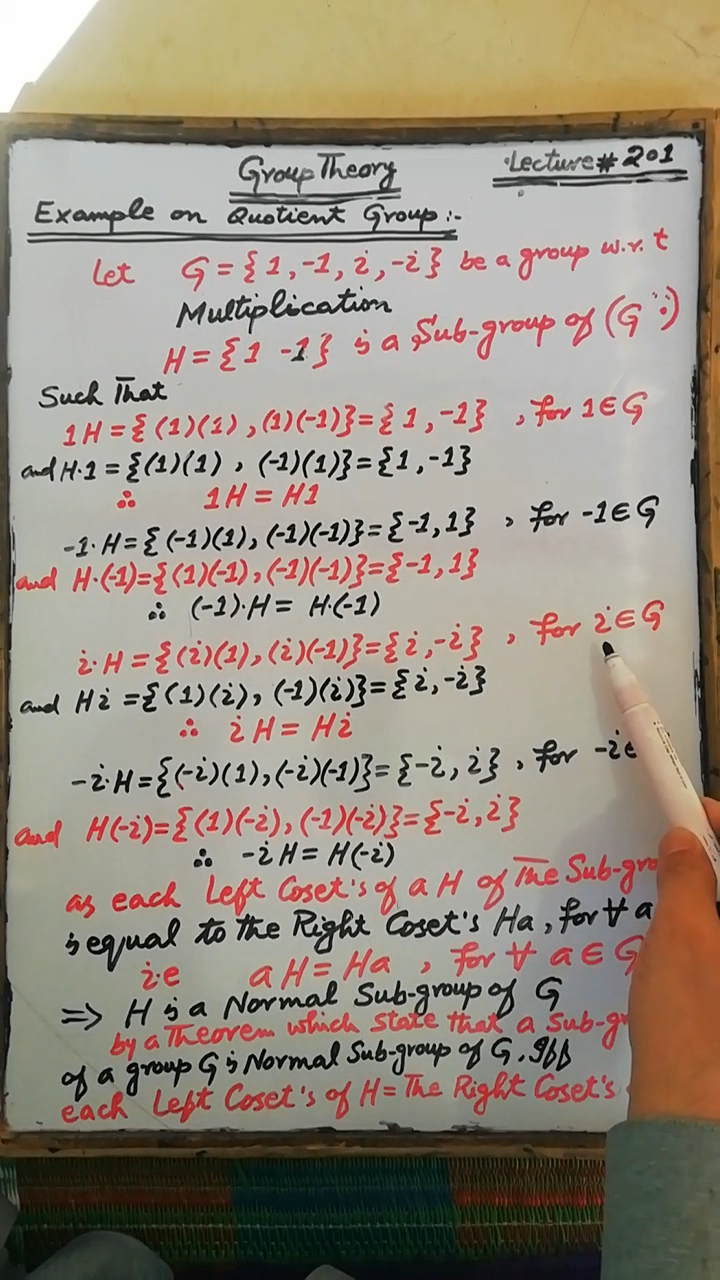 Group Theory
Lecture # 201
Example on Quotient Group:-
Let G = {1, -1, i, -i} be a group w.r.t
Multiplication
H = {1 -1} is a Sub-group of (G ∵)
Such That
1H = {(1)(1), (1)(-1)} = {1, -1}, for 1∈G
and H·1 = {(1)(1), (-1)(1)} = {1, -1}
∴ 1H = H1
-1·H = {(-1)(1), (-1)(-1)} = {-1, 1}, for -1∈G
and H·(-1) = {(1)(-1), (-1)(-1)} = {-1, 1}
∴ (-1)·H = H·(-1)
i·H = {(i)(1), (i)(-1)} = {i, -i}, for i∈G
and Hi = {(1)(i), (-1)(i)} = {i, -i}
∴ iH = Hi
-i·H = {(-i)(1), (-i)(-1)} = {-i, i}, for -i∈
and H(-i) = {(1)(-i), (-1)(-i)} = {-i, i}
∴ -iH = H(-i)
as each Left Coset's of a H of The Sub-gro
is equal to the Right Coset's Ha, for ∀ a
i.e aH = Ha, for ∀ a∈G
=> H is a Normal Sub-group of G
by a Theorem which state that a Sub-g
of a group G is Normal Sub-group of G. Iff
each Left Coset's of H = The Right Coset's